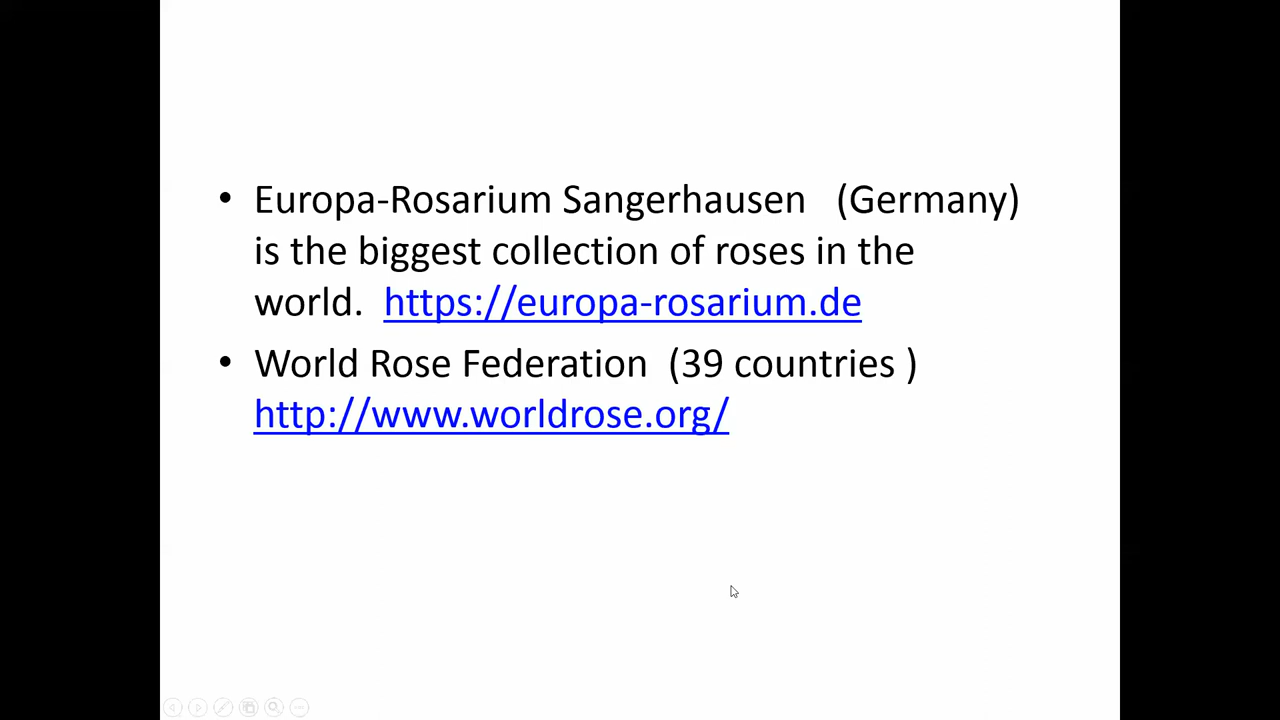 • Europa-Rosarium Sangerhausen (Germany)
is the biggest collection of roses in the
world. https://europa-rosarium.de
• World Rose Federation (39 countries )
http://www.worldrose.org/